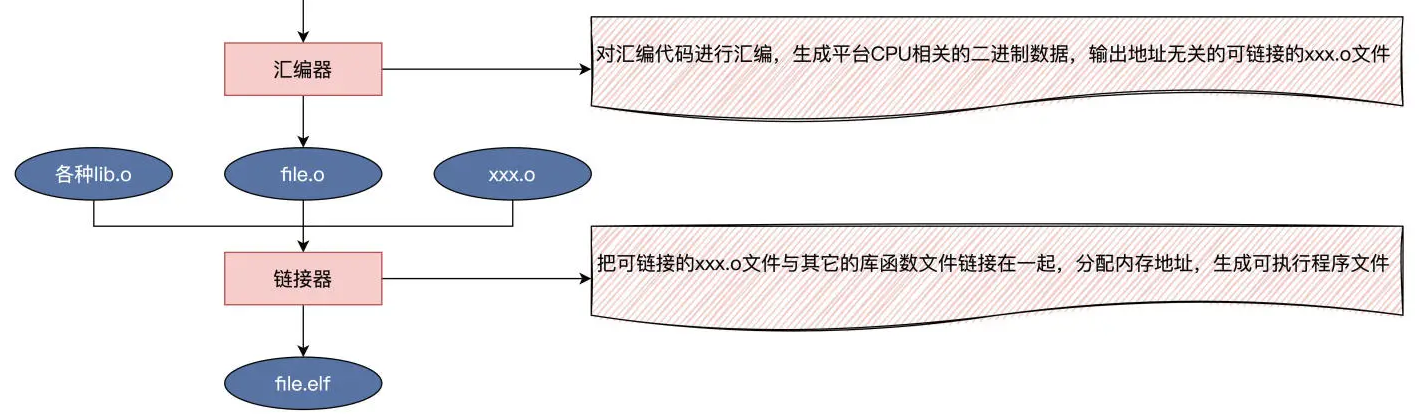 汇编器
对汇编代码进行汇编，生成平台CPU相关的二进制数据，输出地址无关的可链接的xxx.o文件
各种lib.o
file.o
xxx.o
链接器
把可链接的xxx.o文件与其它的库函数文件链接在一起，分配内存地址，生成可执行程序文件
file.elf